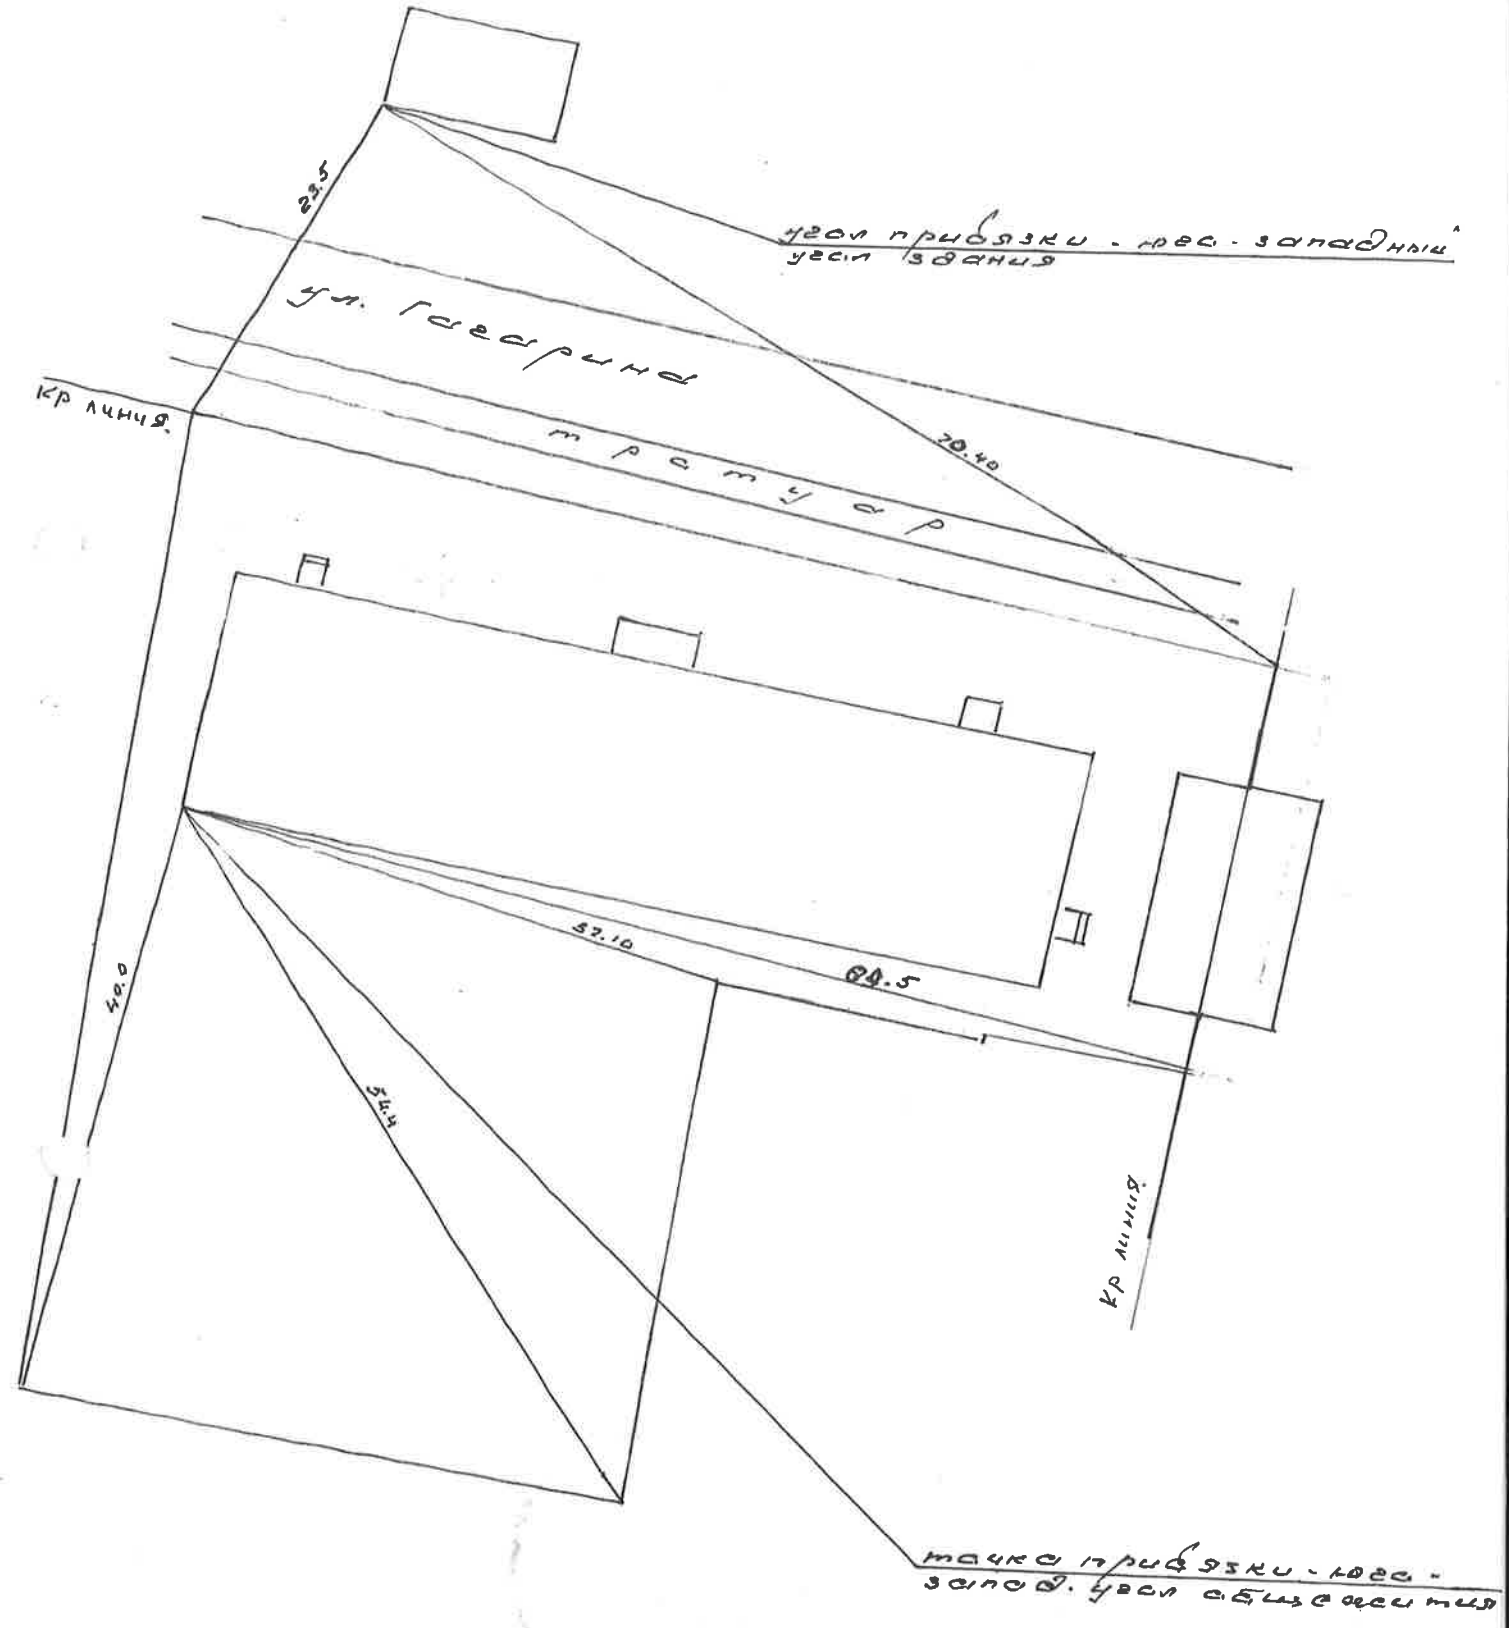 23.5
угол привязки - юго-западный
угол здания
ул. Гагарина
кр линия.
тратуар
70.40
57.10
40.0
54.4
кр линия.
точка привязки - юго-
запад. угол общежития